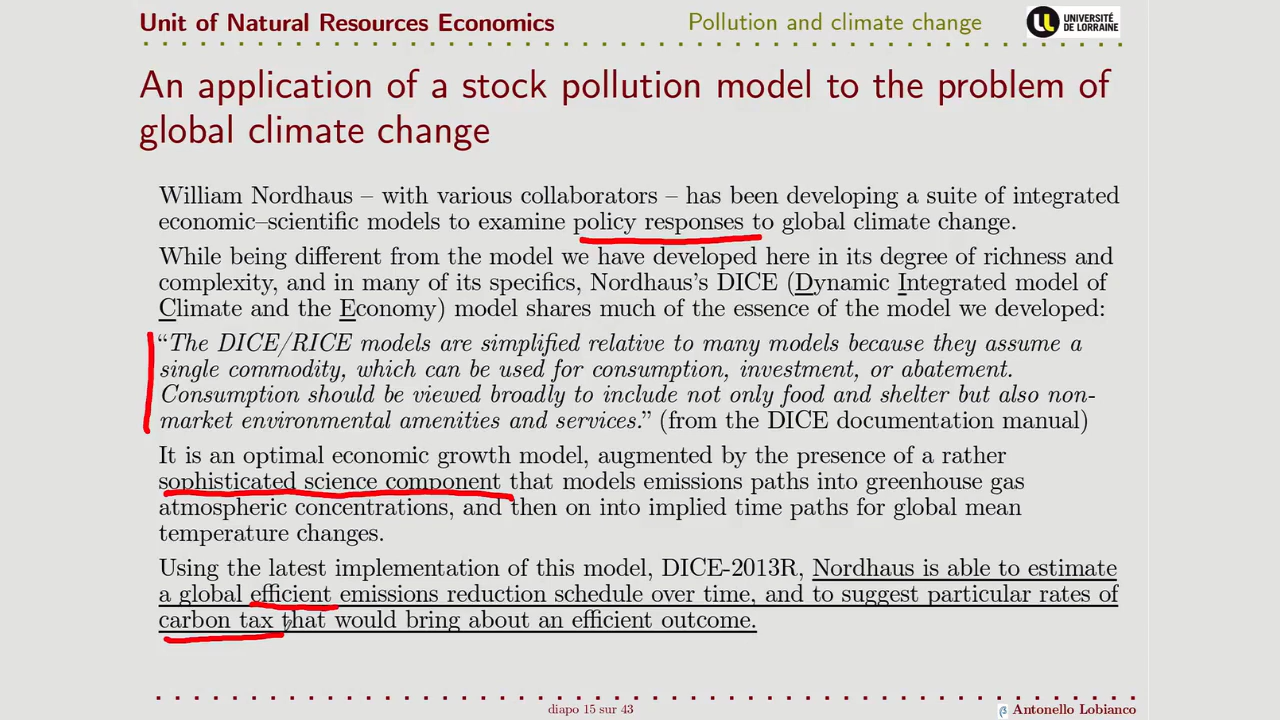 Unit of Natural Resources Economics
Pollution and climate change
UNIVERSITÉ
DE LORRAINE
An application of a stock pollution model to the problem of
global climate change
William Nordhaus – with various collaborators – has been developing a suite of integrated
economic–scientific models to examine policy responses to global climate change.
While being different from the model we have developed here in its degree of richness and
complexity, and in many of its specifics, Nordhaus's DICE (Dynamic Integrated model of
Climate and the Economy) model shares much of the essence of the model we developed:
“The DICE/RICE models are simplified relative to many models because they assume a
single commodity, which can be used for consumption, investment, or abatement.
Consumption should be viewed broadly to include not only food and shelter but also non-
market environmental amenities and services.” (from the DICE documentation manual)
It is an optimal economic growth model, augmented by the presence of a rather
sophisticated science component that models emissions paths into greenhouse gas
atmospheric concentrations, and then on into implied time paths for global mean
temperature changes.
Using the latest implementation of this model, DICE-2013R, Nordhaus is able to estimate
a global efficient emissions reduction schedule over time, and to suggest particular rates of
carbon tax that would bring about an efficient outcome.
diapo 15 sur 43
Antonello Lobianco